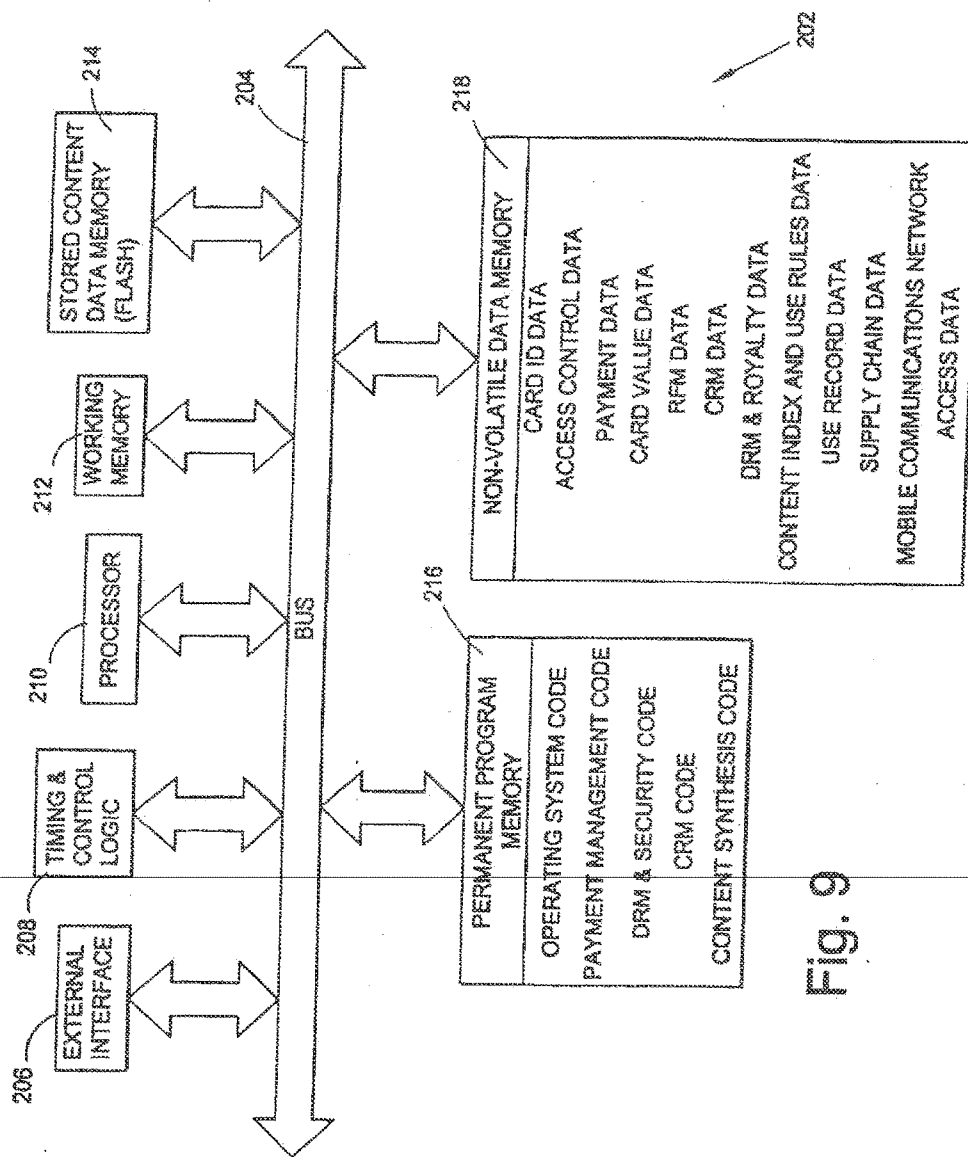 206
EXTERNAL
INTERFACE
208
TIMING &
CONTROL
LOGIC
210
PROCESSOR
212
WORKING
MEMORY
214
STORED CONTENT
DATA MEMORY
(FLASH)
BUS
204
216
PERMANENT PROGRAM
MEMORY
OPERATING SYSTEM CODE
PAYMENT MANAGEMENT CODE
DRM & SECURITY CODE
CRM CODE
CONTENT SYNTHESIS CODE
218
NON-VOLATILE DATA MEMORY
CARD ID DATA
ACCESS CONTROL DATA
PAYMENT DATA
CARD VALUE DATA
RFM DATA
CRM DATA
DRM & ROYALTY DATA
CONTENT INDEX AND USE RULES DATA
USE RECORD DATA
SUPPLY CHAIN DATA
MOBILE COMMUNICATIONS NETWORK
ACCESS DATA
202
Fig. 9